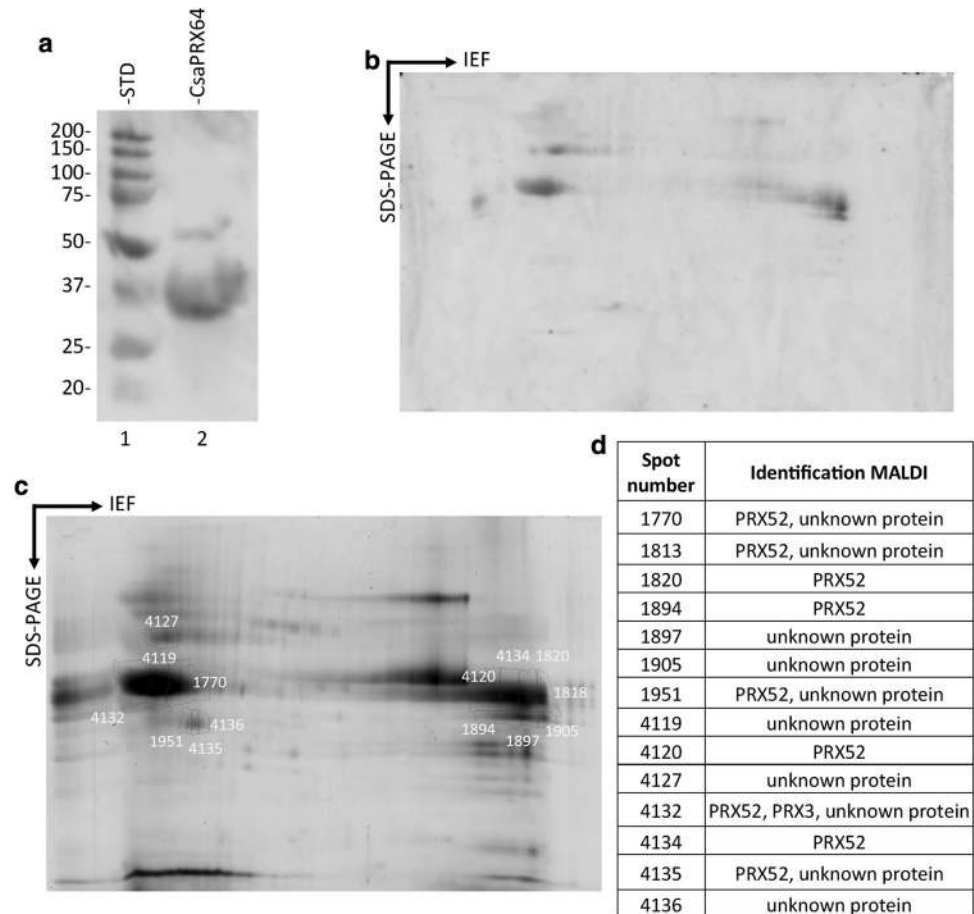 a
-STD
-CsaPRX64
200-
150-
100-
75-
50-
37-
25-
20-
1 2
b
IEF
SDS-PAGE
c
IEF
SDS-PAGE
4127
4119
1770
4132
4136
1951
4135
4134 1820
4120
1818
1894
1905
1897
d
Spot number Identification MALDI
1770 PRX52, unknown protein
1813 PRX52, unknown protein
1820 PRX52
1894 PRX52
1897 unknown protein
1905 unknown protein
1951 PRX52, unknown protein
4119 unknown protein
4120 PRX52
4127 unknown protein
4132 PRX52, PRX3, unknown protein
4134 PRX52
4135 PRX52, unknown protein
4136 unknown protein